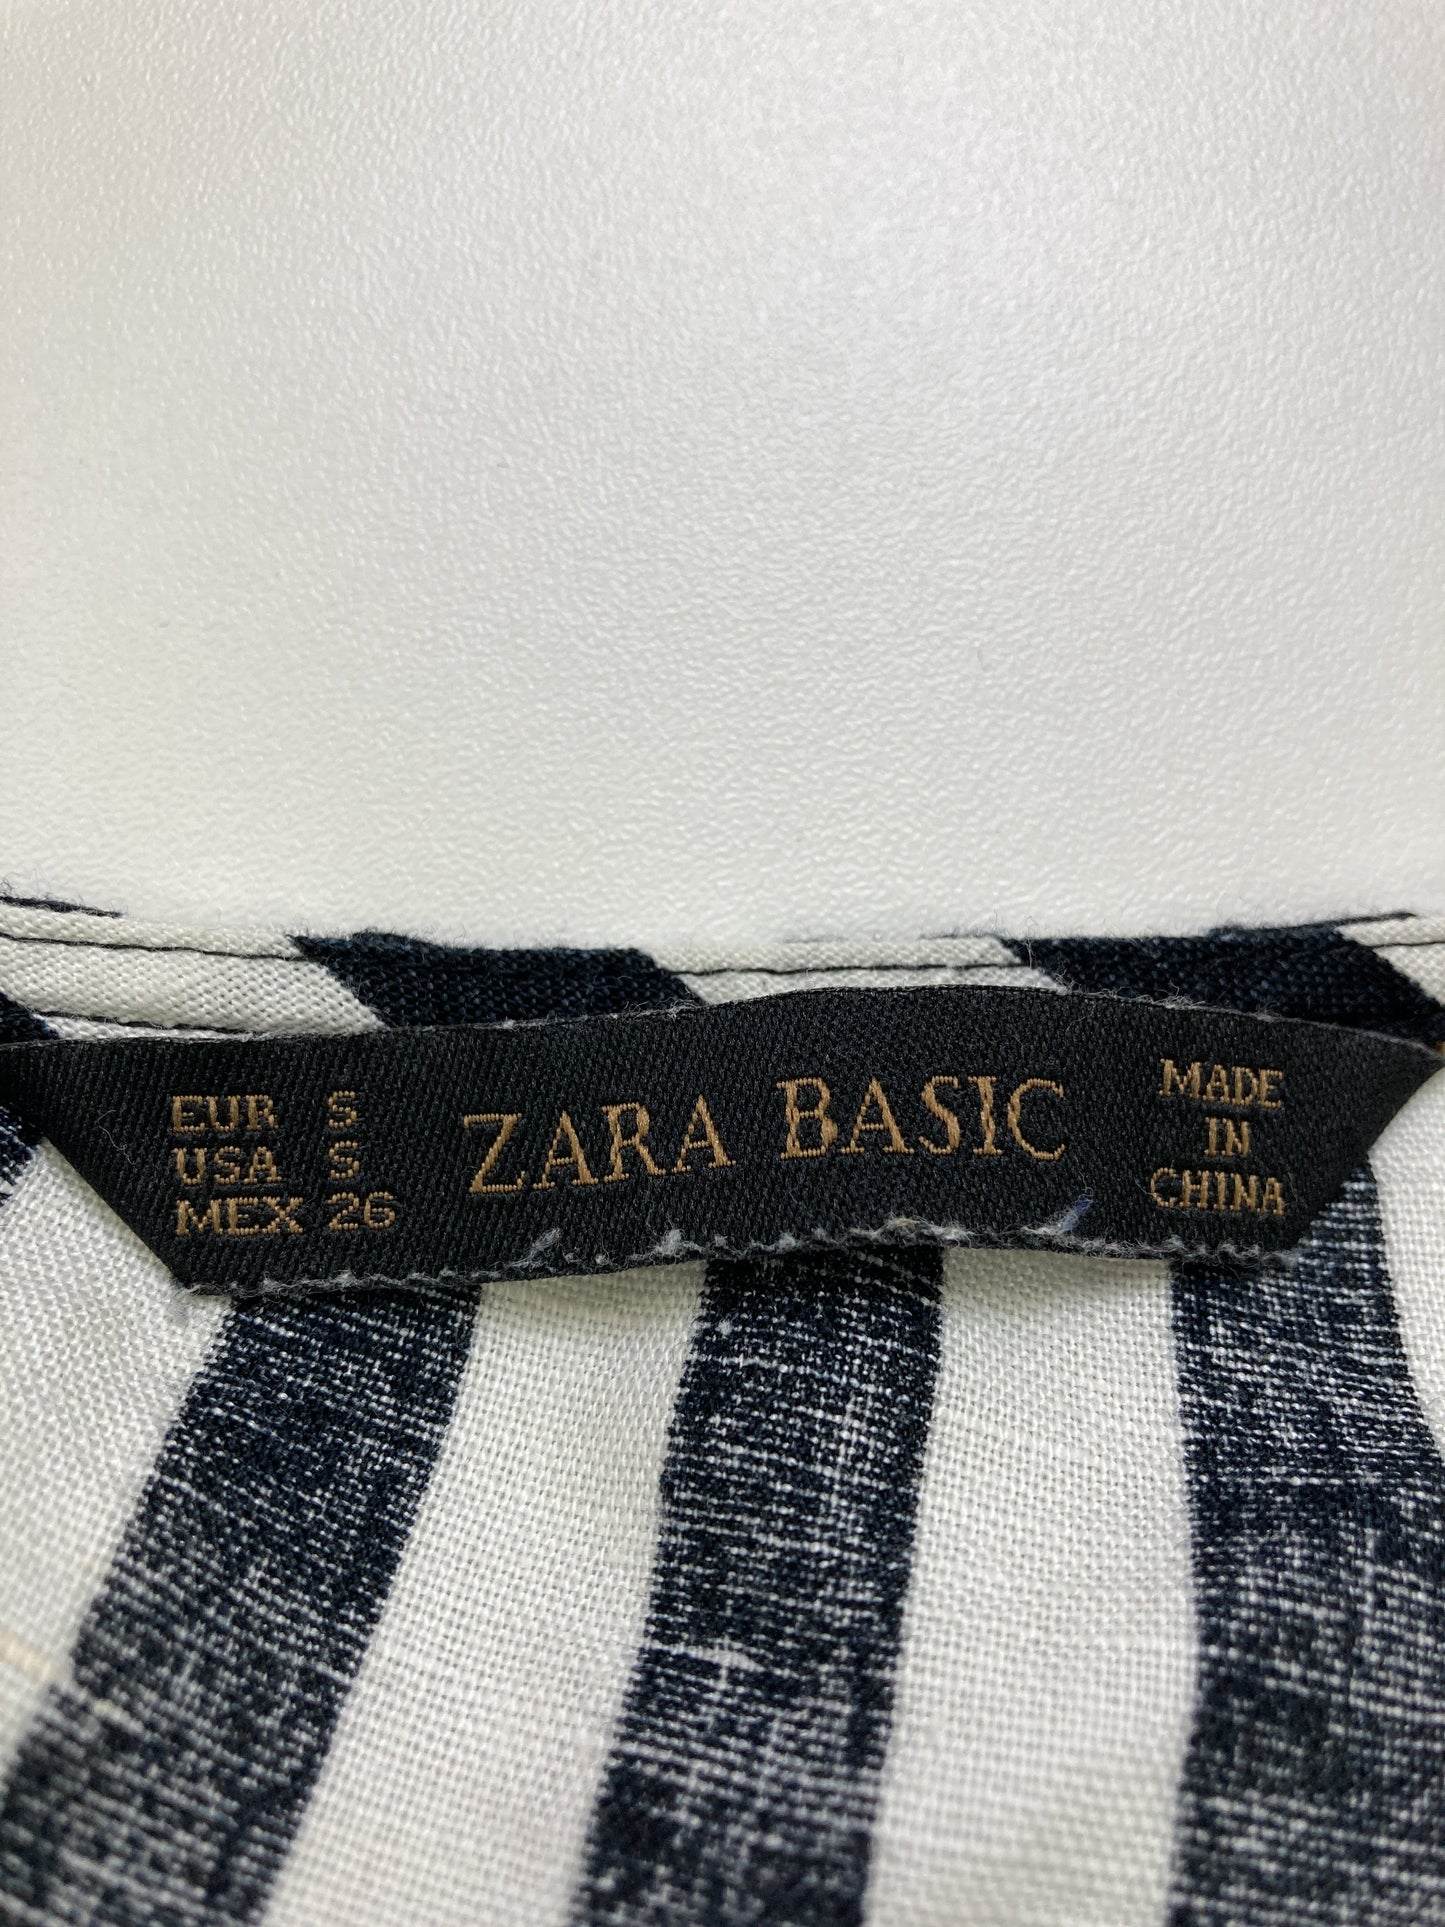 EUR S
USA S
MEX 26
ZARA BASIC
MADE
IN
CHINA